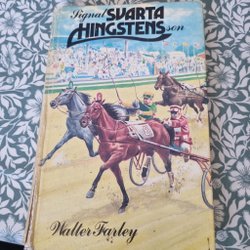 Signal SVARTA
HINGSTENS son
Walter Farley